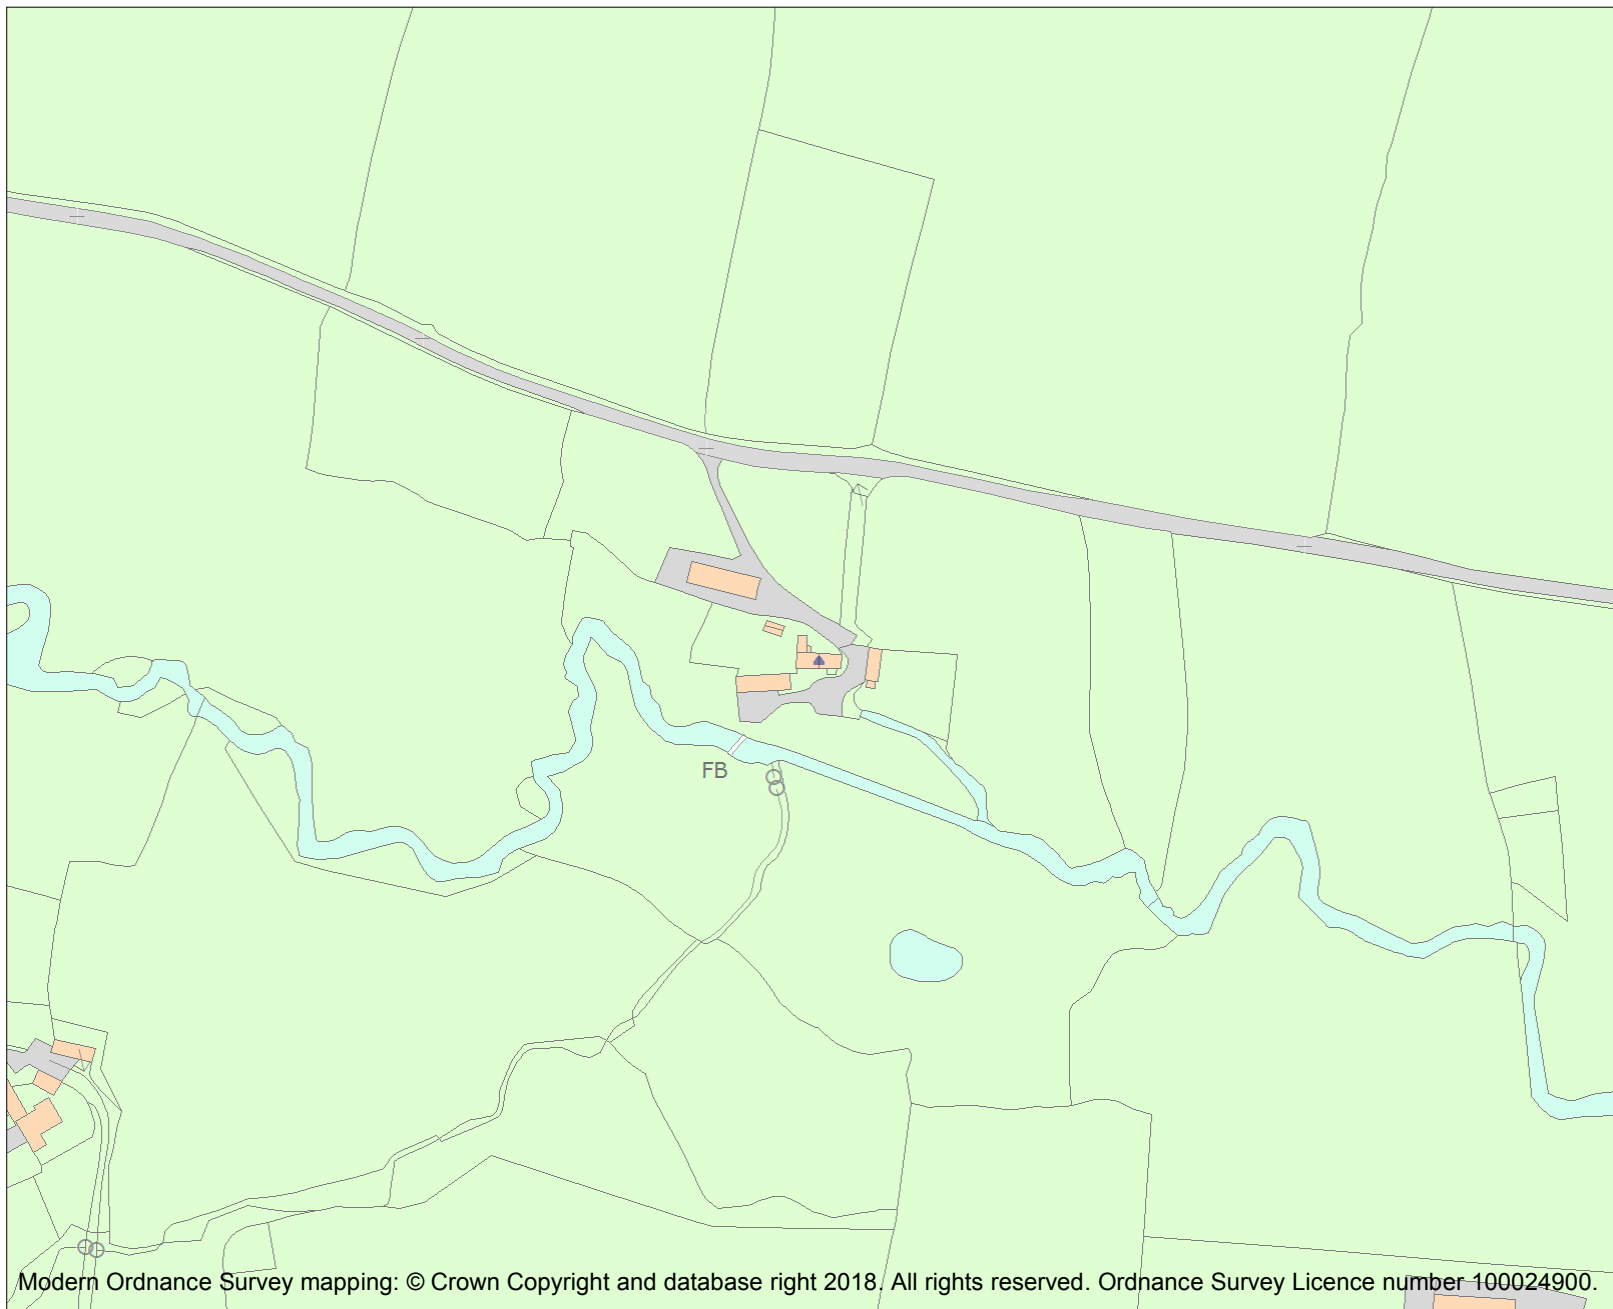 FB
Modern Ordnance Survey mapping: © Crown Copyright and database right 2018. All rights reserved. Ordnance Survey Licence number 100024900.